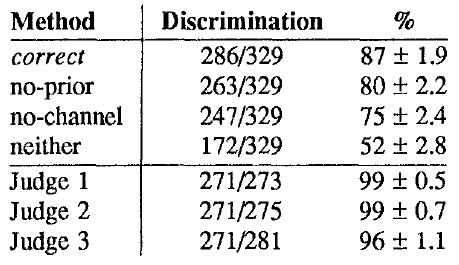 Method Discrimination %
correct 286/329 87 ± 1.9
no-prior 263/329 80 ± 2.2
no-channel 247/329 75 ± 2.4
neither 172/329 52 ± 2.8
Judge 1 271/273 99 ± 0.5
Judge 2 271/275 99 ± 0.7
Judge 3 271/281 96 ± 1.1